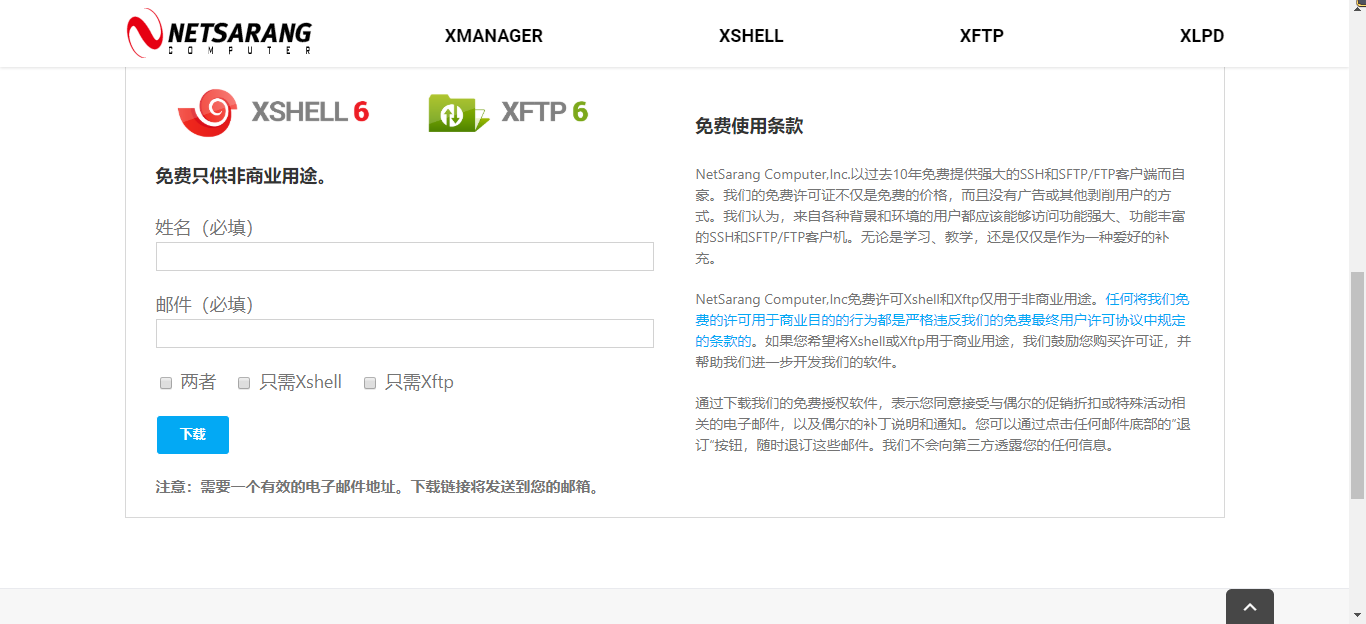 NETSARANG
COMPUTER
XMANAGER
XSHELL
XFTP
XLPD
XSHELL 6
XFTP 6
免费只供非商业用途。
姓名（必填）
邮件（必填）
两者
只需Xshell
只需Xftp
下载
注意：需要一个有效的电子邮件地址。下载链接将发送到您的邮箱。
免费使用条款
NetSarang Computer,Inc.以过去10年免费提供强大的SSH和SFTP/FTP客户端而自
豪。我们的免费许可证不仅是免费的价格，而且没有广告或其他剥削用户的方
式。我们认为，来自各种背景和环境的用户都应该能够访问功能强大、功能丰富
的SSH和SFTP/FTP客户机。无论是学习、教学，还是仅仅是作为一种爱好的补
充。
NetSarang Computer,Inc免费许可Xshell和Xftp仅用于非商业用途。任何将我们免
费的许可用于商业目的的行为都是严格违反我们的免费最终用户许可协议中规定
的条款的。如果您希望将Xshell或Xftp用于商业用途，我们鼓励您购买许可证，并
帮助我们进一步开发我们的软件。
通过下载我们的免费授权软件，表示您同意接受与偶尔的促销折扣或特殊活动相
关的电子邮件，以及偶尔的补丁说明和通知。您可以通过点击任何邮件底部的“退
订”按钮，随时退订这些邮件。我们不会向第三方透露您的任何信息。